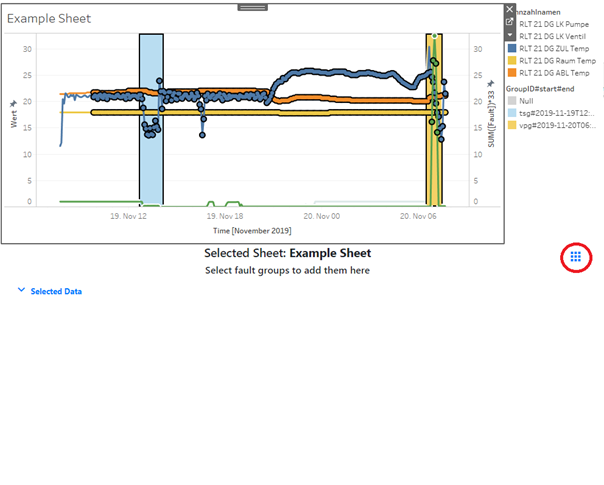 Example Sheet
30
25
20
15
10
5
0
Wert
30
25
20
15
10
5
0
SUM([Fault])*33
19. Nov 12
19. Nov 18
20. Nov 00
20. Nov 06
Time [November 2019]
nnzahlnamen
RLT 21 DG LK Pumpe
RLT 21 DG LK Ventil
RLT 21 DG ZUL Temp
RLT 21 DG Raum Temp
RLT 21 DG ABL Temp
GroupID#start#end
Null
tsg#2019-11-19T12:..
vpg#2019-11-20T06:..
Selected Sheet: Example Sheet
Select fault groups to add them here
Selected Data